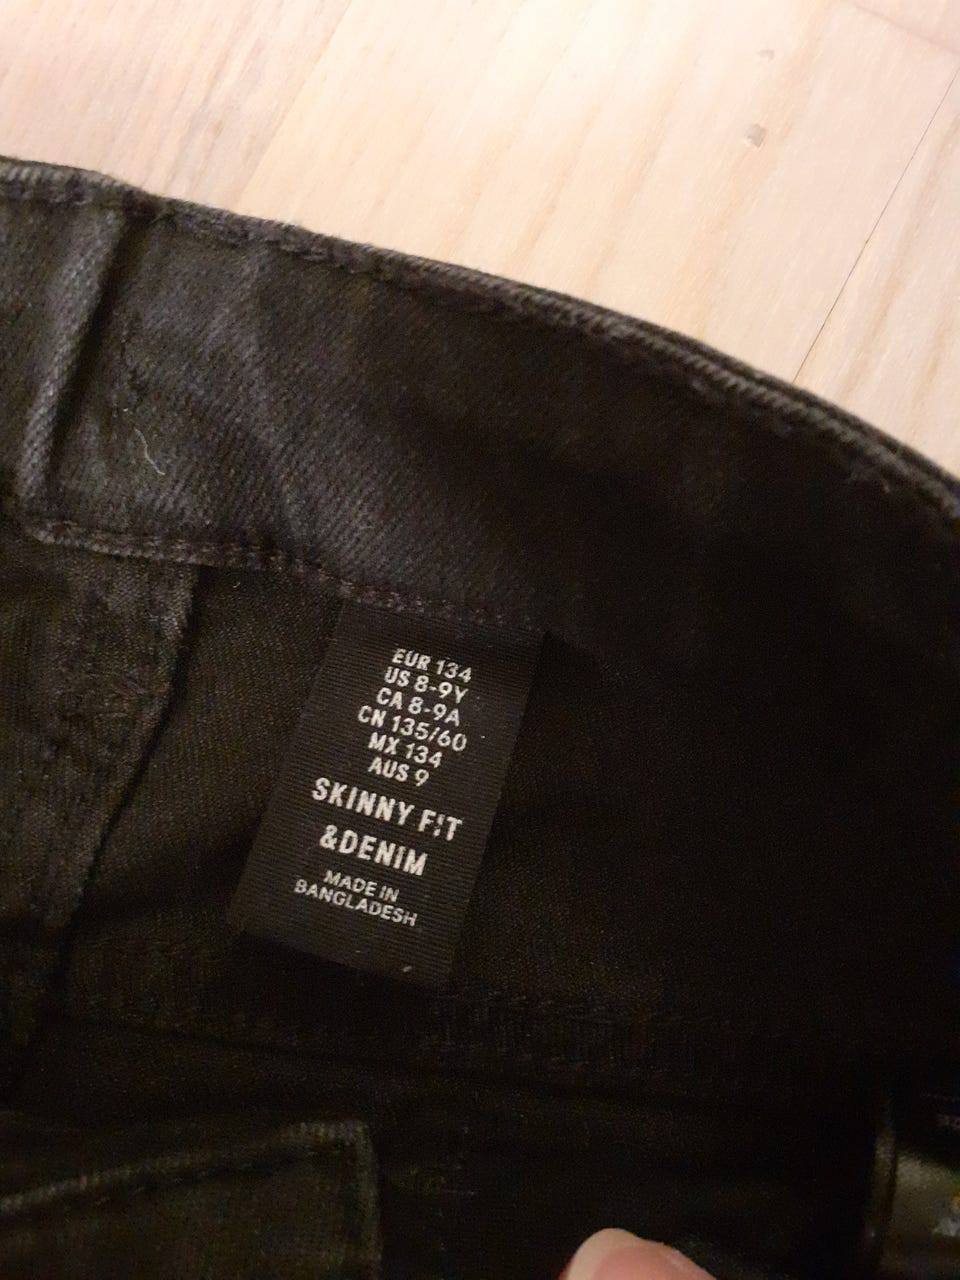 EUR 134
US 8-9Y
CA 8-9A
CN 135/60
MX 134
AUS 9
SKINNY FIT
&DENIM
MADE IN
BANGLADESH